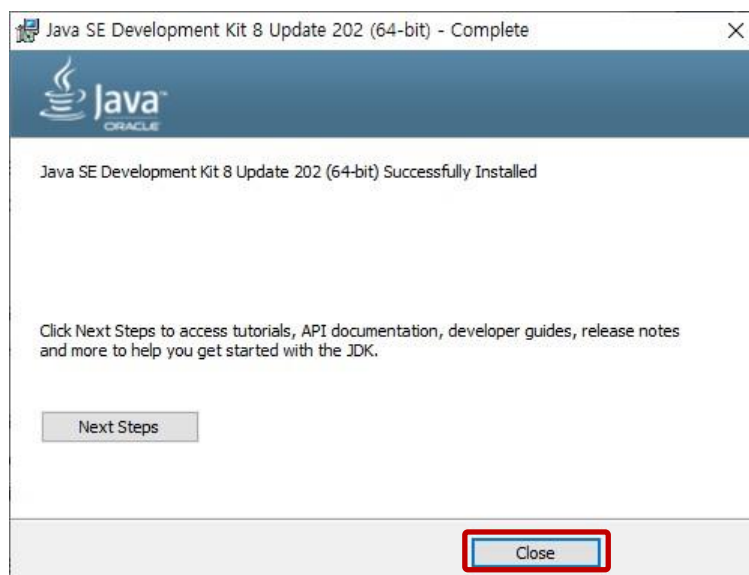 Java SE Development Kit 8 Update 202 (64-bit) - Complete
Java™
ORACLE
Java SE Development Kit 8 Update 202 (64-bit) Successfully Installed
Click Next Steps to access tutorials, API documentation, developer guides, release notes
and more to help you get started with the JDK.
Next Steps
Close